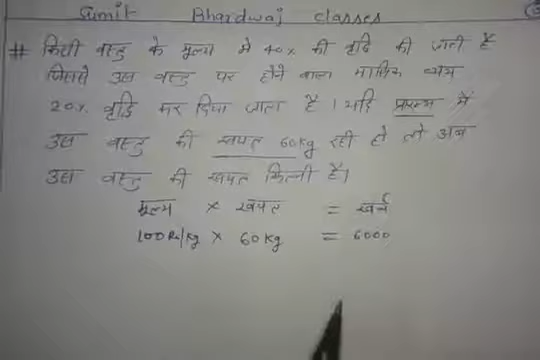 Sumit Bhardwaj classes
# किसी वस्तु के मूल्य मे 40% की वृद्धि की जाती है
जिससे उस वस्तु पर होने वाला मासिक व्यय
20% वृद्धि कर दिया जाता है। यदि प्रारम्भ में
उस वस्तु की खपत 60kg रही हो तो अब
उस वस्तु की खपत कितनी है।
मूल्य × खपत = खर्च
100Rs/kg × 60kg = 6000